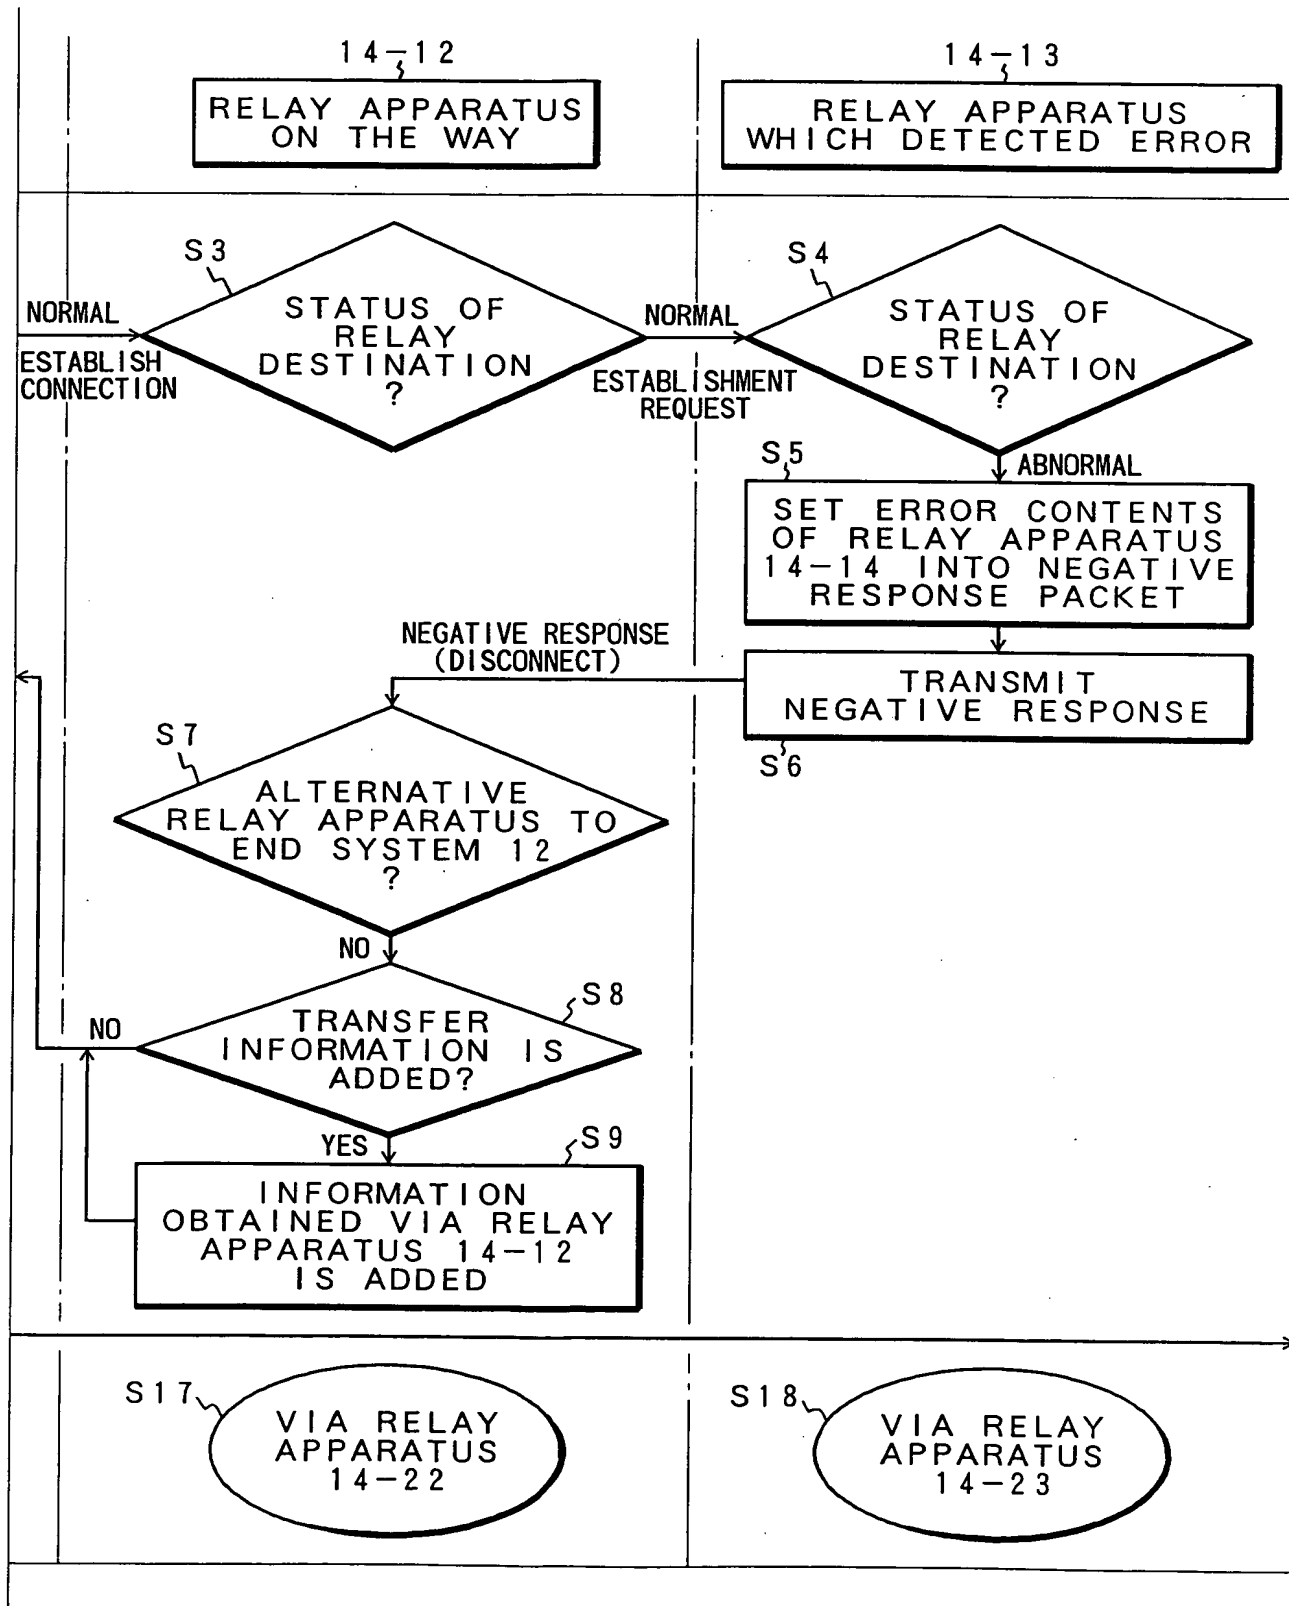 14-12
RELAY APPARATUS
ON THE WAY
14-13
RELAY APPARATUS
WHICH DETECTED ERROR
S3
STATUS OF
RELAY
DESTINATION
?
NORMAL
ESTABLISH
CONNECTION
NORMAL
ESTABLISHMENT
REQUEST
S4
STATUS OF
RELAY
DESTINATION
?
ABNORMAL
S5
SET ERROR CONTENTS
OF RELAY APPARATUS
14-14 INTO NEGATIVE
RESPONSE PACKET
NEGATIVE RESPONSE
(DISCONNECT)
TRANSMIT
NEGATIVE RESPONSE
S6
S7
ALTERNATIVE
RELAY APPARATUS TO
END SYSTEM 12
?
NO
S8
TRANSFER
INFORMATION IS
ADDED?
NO
YES
S9
INFORMATION
OBTAINED VIA RELAY
APPARATUS 14-12
IS ADDED
S17
VIA RELAY
APPARATUS
14-22
S18
VIA RELAY
APPARATUS
14-23